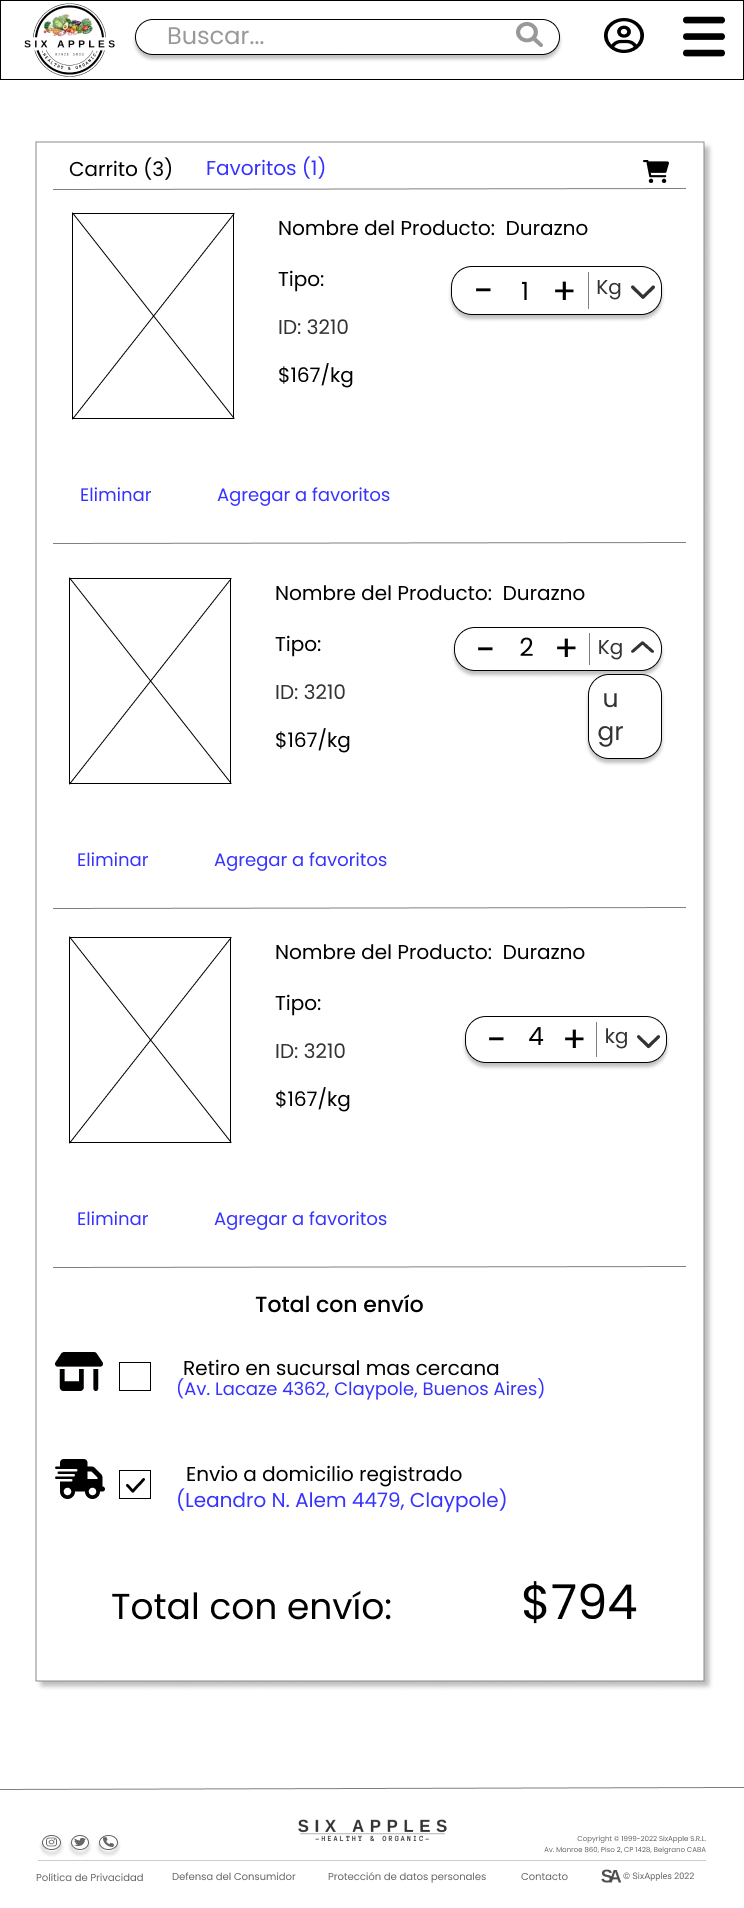 SIX APPLES
SINCE 2022
HEALTHY & ORGANIC
Buscar...
Carrito (3) Favoritos (1)
Nombre del Producto: Durazno
Tipo:
- 1 + Kg
ID: 3210
$167/kg
Eliminar Agregar a favoritos
Nombre del Producto: Durazno
Tipo:
- 2 + Kg
u
gr
ID: 3210
$167/kg
Eliminar Agregar a favoritos
Nombre del Producto: Durazno
Tipo:
- 4 + kg
ID: 3210
$167/kg
Eliminar Agregar a favoritos
Total con envío
Retiro en sucursal mas cercana
(Av. Lacaze 4362, Claypole, Buenos Aires)
Envio a domicilio registrado
(Leandro N. Alem 4479, Claypole)
Total con envío: $794
SIX APPLES
-HEALTHY & ORGANIC-
Copyright © 1999-2022 SixApple S.R.L.
Av. Monroe 860, Piso 2, CP 1428, Belgrano CABA
Política de Privacidad Defensa del Consumidor Protección de datos personales Contacto SA © SixApples 2022